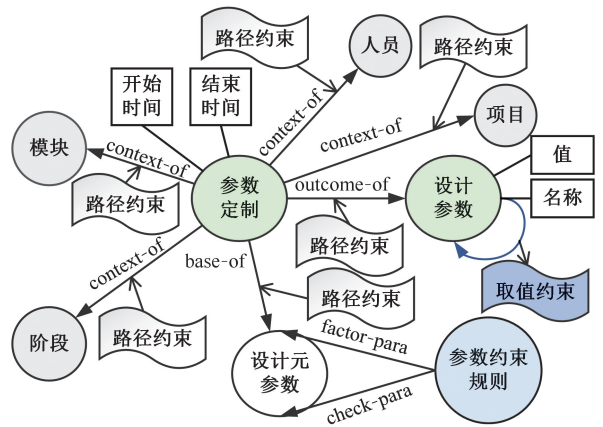 路径约束
人员
路径约束
开始
时间
结束
时间
项目
模块
context-of
context-of
context-of
值
路径约束
参数
定制
outcome-of
设计
参数
名称
路径约束
context-of
base-of
取值约束
路径约束
阶段
路径约束
factor-para
设计元
参数
参数约束
规则
check-para